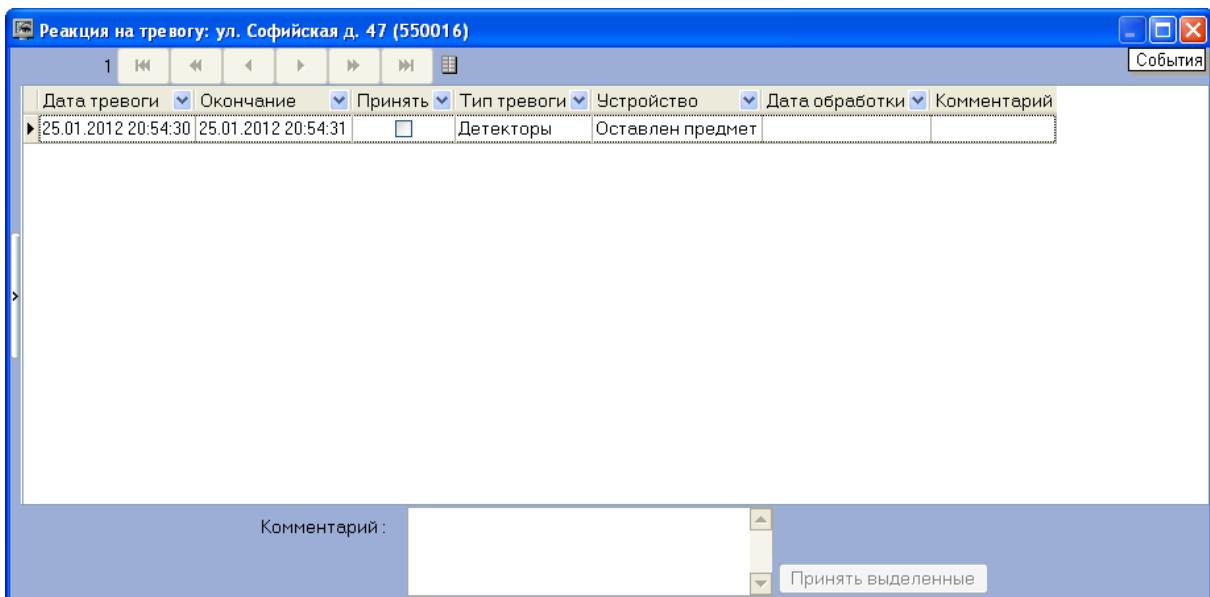 Реакция на тревогу: ул. Софийская д. 47 (550016)
1
События
Дата тревоги Окончание Принять Тип тревоги Устройство Дата обработки Комментарий
25.01.2012 20:54:30 25.01.2012 20:54:31 Детекторы Оставлен предмет
Комментарий :
Принять выделенные